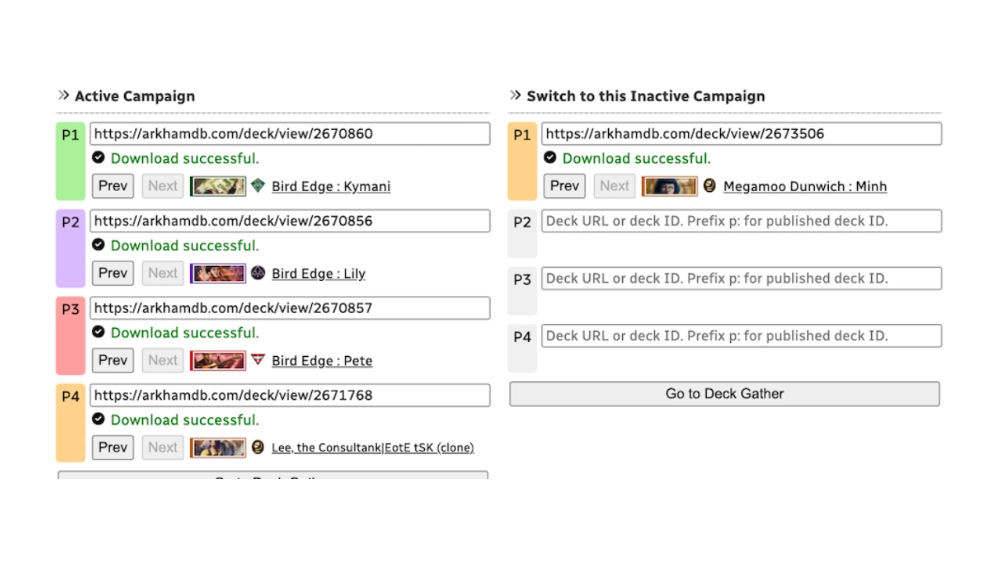 Active Campaign
P1
https://arkhamdb.com/deck/view/2670860
Download successful.
Prev Next Bird Edge : Kymani
P2
https://arkhamdb.com/deck/view/2670856
Download successful.
Prev Next Bird Edge : Lily
P3
https://arkhamdb.com/deck/view/2670857
Download successful.
Prev Next Bird Edge : Pete
P4
https://arkhamdb.com/deck/view/2671768
Download successful.
Prev Next Lee, the Consultank|EotE tSK (clone)
Switch to this Inactive Campaign
P1
https://arkhamdb.com/deck/view/2673506
Download successful.
Prev Next Megamoo Dunwich : Minh
P2
Deck URL or deck ID. Prefix p: for published deck ID.
P3
Deck URL or deck ID. Prefix p: for published deck ID.
P4
Deck URL or deck ID. Prefix p: for published deck ID.
Go to Deck Gather